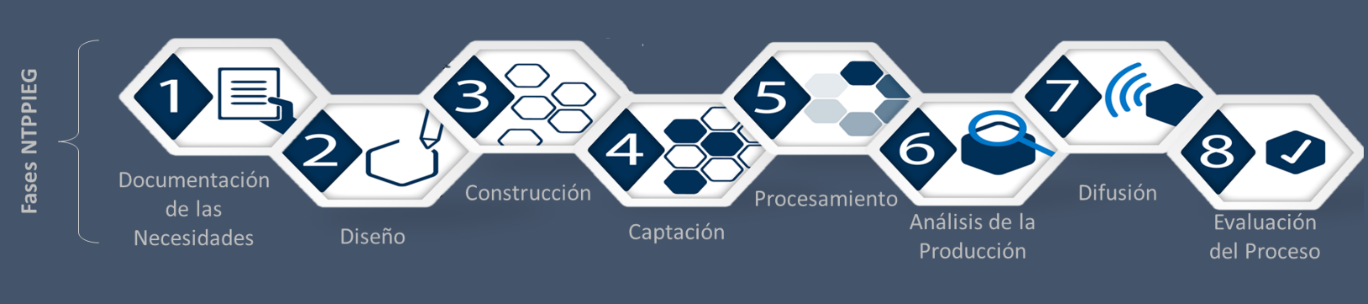 Fases NTPPIEG
1
Documentación
de las
Necesidades
2
Diseño
3
Construcción
4
Captación
5
Procesamiento
6
Análisis de la
Producción
7
Difusión
8
Evaluación
del Proceso